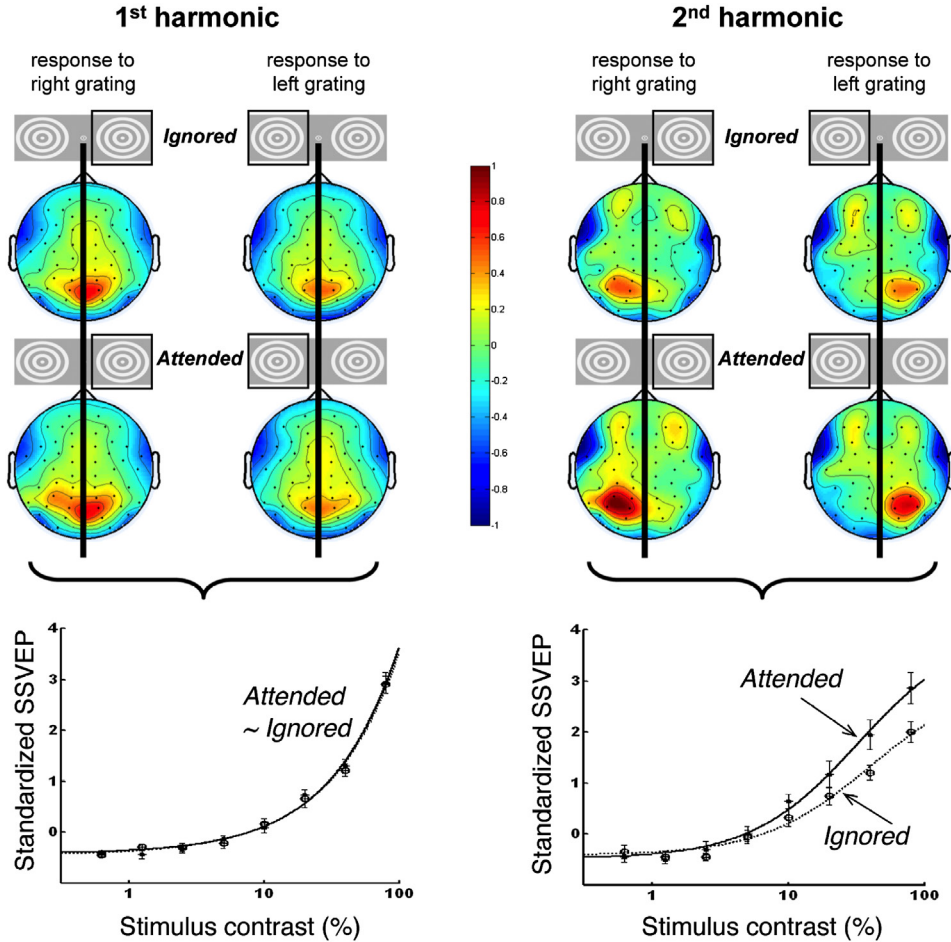 1st harmonic
2nd harmonic
response to
right grating
response to
left grating
response to
right grating
response to
left grating
Ignored
Ignored
1
0.8
0.6
0.4
0.2
0
-0.2
-0.4
-0.6
-0.8
-1
Attended
Attended
Standardized SSVEP
4
3
2
1
0
Attended
~ Ignored
1
10
100
Stimulus contrast (%)
Standardized SSVEP
4
3
2
1
0
Attended
Ignored
1
10
100
Stimulus contrast (%)